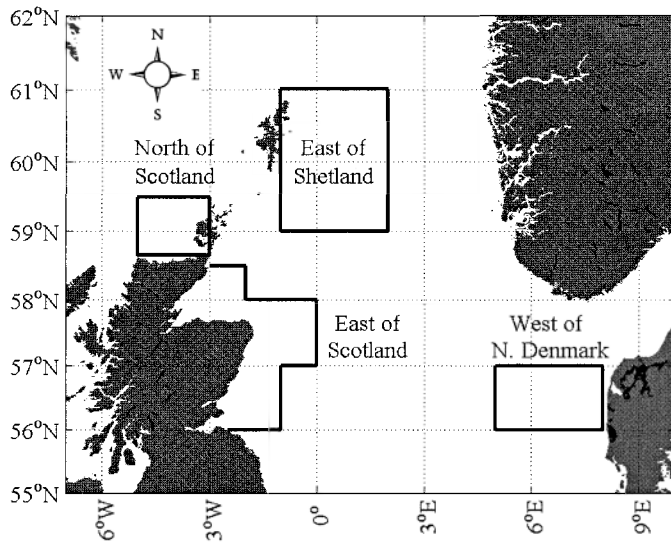 62°N
N
W
E
S
61°N
60°N
59°N
58°N
57°N
56°N
55°N
North of
Scotland
East of
Shetland
East of
Scotland
West of
N. Denmark
6°W
3°W
0°
3°E
6°E
9°E